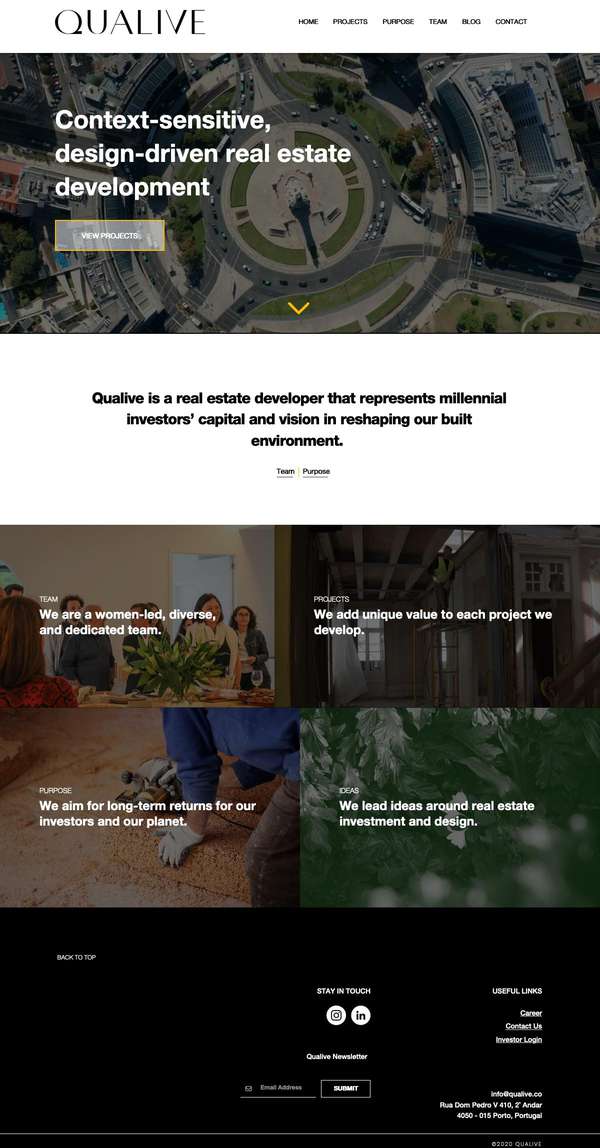 QUALIVE
HOME PROJECTS PURPOSE TEAM BLOG CONTACT
Context-sensitive,
design-driven real estate
development
VIEW PROJECTS
Qualive is a real estate developer that represents millennial
investors’ capital and vision in reshaping our built
environment.
Team | Purpose
TEAM
We are a women-led, diverse,
and dedicated team.
PROJECTS
We add unique value to each project we
develop.
PURPOSE
We aim for long-term returns for our
investors and our planet.
IDEAS
We lead ideas around real estate
investment and design.
BACK TO TOP
STAY IN TOUCH
Qualive Newsletter
Email Address
SUBMIT
USEFUL LINKS
Career
Contact Us
Investor Login
info@qualive.co
Rua Dom Pedro V 410, 2º Andar
4050 - 015 Porto, Portugal
©2020 QUALIVE